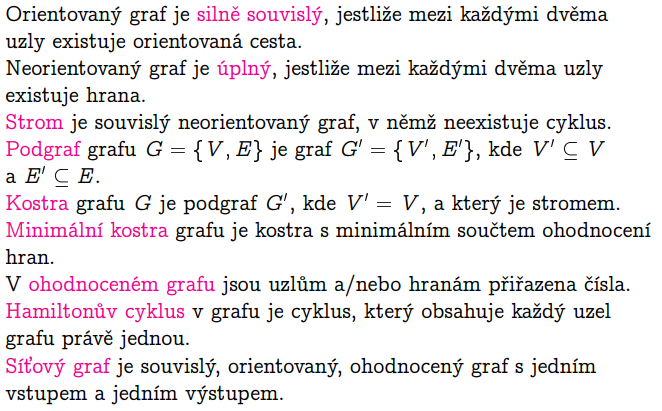 Orientovaný graf je silně souvislý, jestliže mezi každými dvěma
uzly existuje orientovaná cesta.
Neorientovaný graf je úplný, jestliže mezi každými dvěma uzly
existuje hrana.
Strom je souvislý neorientovaný graf, v němž neexistuje cyklus.
Podgraf grafu G = {V, E} je graf G′ = {V′, E′}, kde V′ ⊆ V
a E′ ⊆ E.
Kostra grafu G je podgraf G′, kde V′ = V, a který je stromem.
Minimální kostra grafu je kostra s minimálním součtem ohodnocení
hran.
V ohodnoceném grafu jsou uzlům a/nebo hranám přiřazena čísla.
Hamiltonův cyklus v grafu je cyklus, který obsahuje každý uzel
grafu právě jednou.
Síťový graf je souvislý, orientovaný, ohodnocený graf s jedním
vstupem a jedním výstupem.